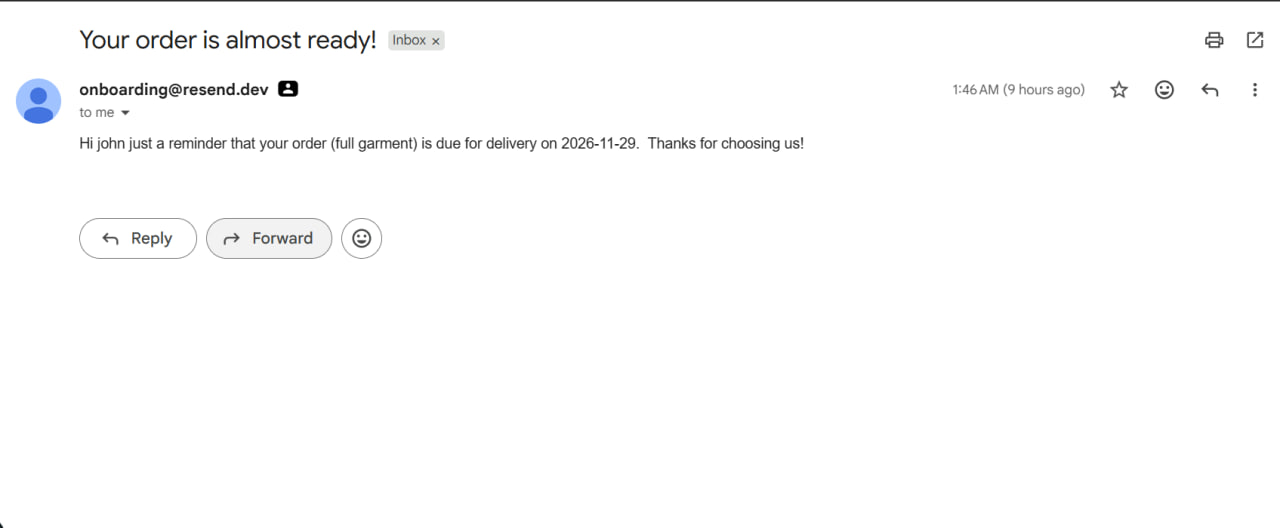 Your order is almost ready! Inbox ×
onboarding@resend.dev 1:46 AM (9 hours ago)
to me
Hi john just a reminder that your order (full garment) is due for delivery on 2026-11-29.  Thanks for choosing us!
Reply Forward